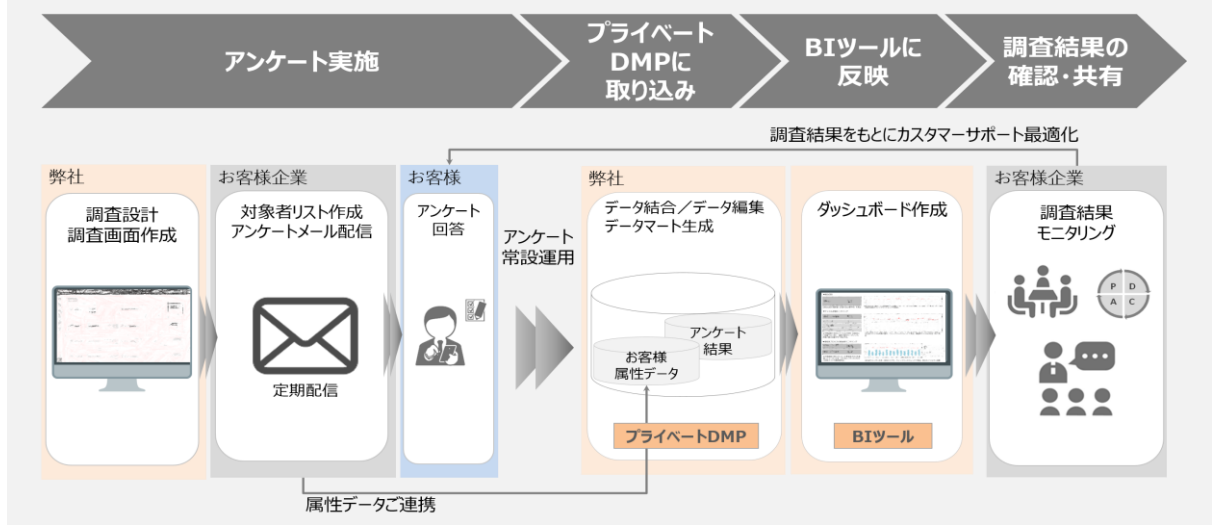 アンケート実施
プライベート
DMPに
取り込み
BIツールに
反映
調査結果の
確認・共有
調査結果をもとにカスタマーサポート最適化
弊社
調査設計
調査画面作成
お客様企業
対象者リスト作成
アンケートメール配信
定期配信
お客様
アンケート
回答
アンケート
常設運用
弊社
データ結合／データ編集
データマート生成
アンケート
結果
お客様
属性データ
プライベートDMP
ダッシュボード作成
BIツール
お客様企業
調査結果
モニタリング
P D
A C
属性データご連携